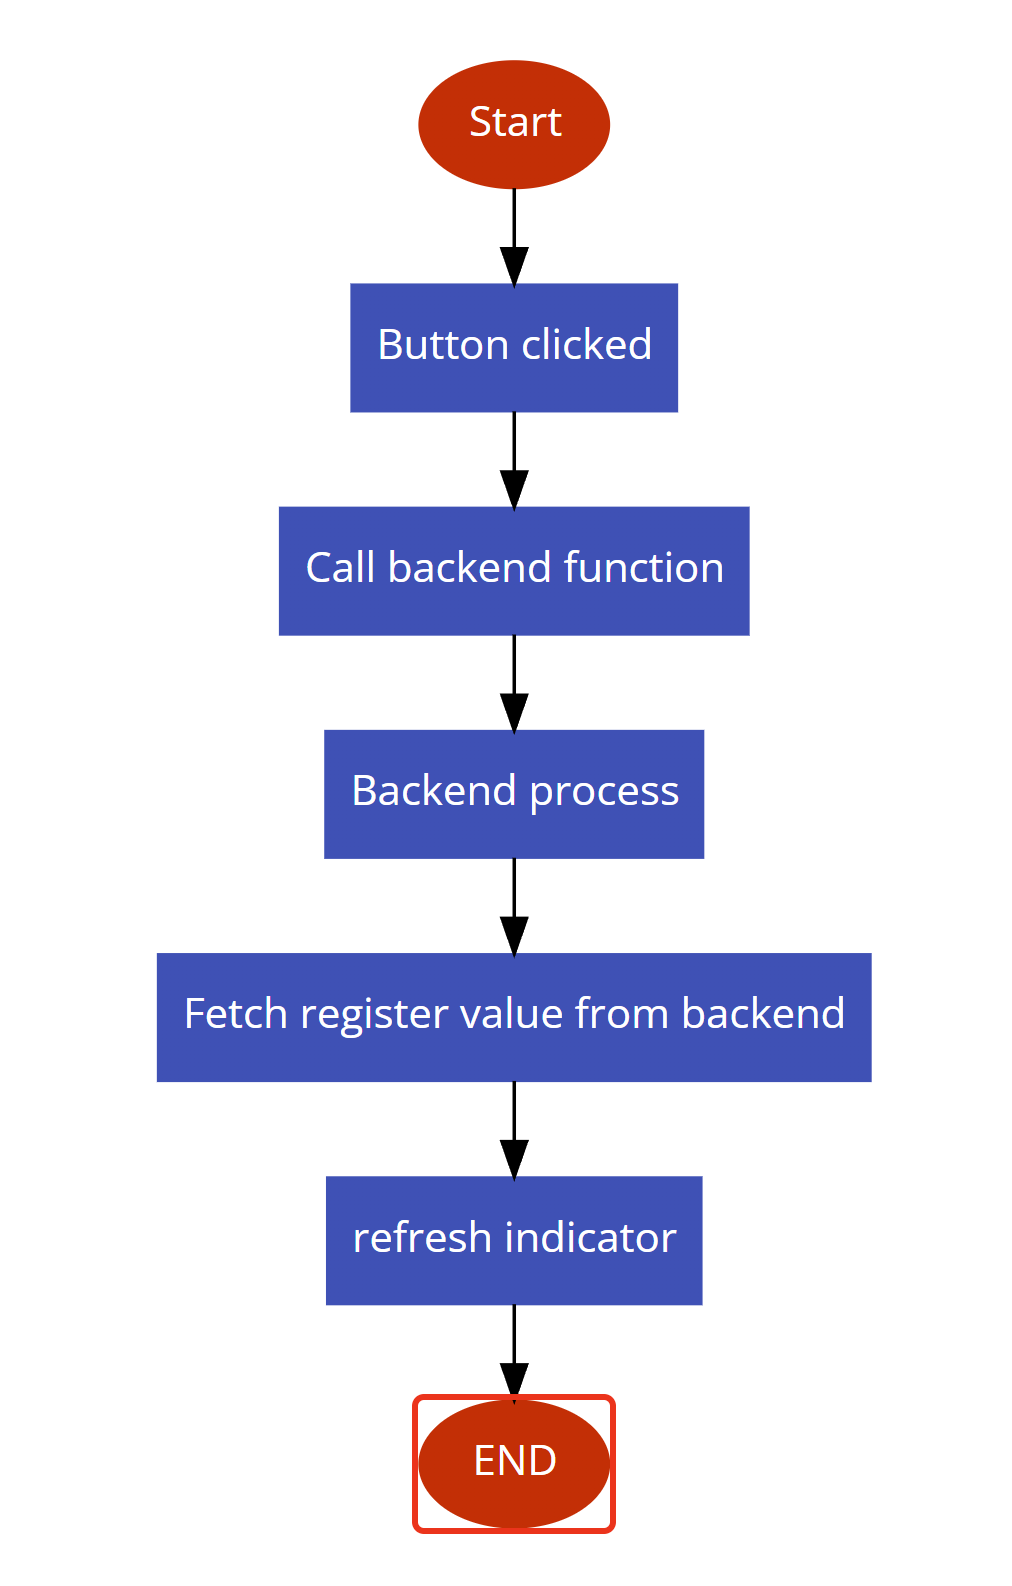 Start
Button clicked
Call backend function
Backend process
Fetch register value from backend
refresh indicator
END